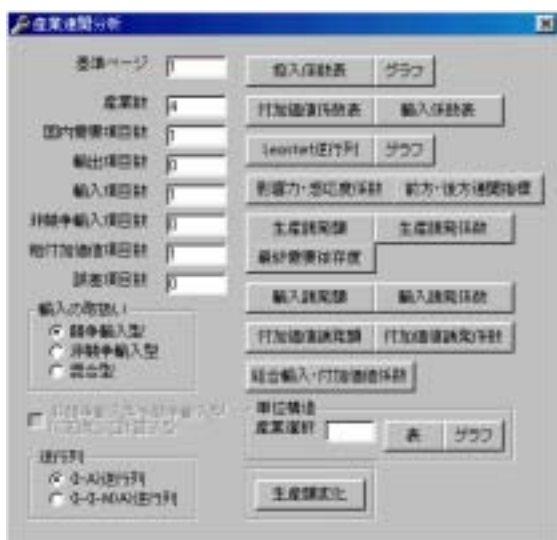 産業連関分析
基準ページ 1
産業数 4
国内需要項目数 1
輸出項目数 0
輸入項目数 1
非競争輸入項目数 0
粗付加価値項目数 1
誤差項目数 0
輸入の取扱い
競争輸入型
非競争輸入型
混合型
逆行列
(I-A)逆行列
(I-(I-M)A)逆行列
投入係数表 グラフ
付加価値係数表 輸入係数表
Leontief逆行列 グラフ
影響力・感応度係数 前方・後方連関指標
生産誘発額 生産誘発係数
最終需要依存度
輸入誘発額 輸入誘発係数
付加価値誘発額 付加価値誘発係数
総合輸入・付加価値係数
単位構造
産業選択 表 グラフ
生産額変化